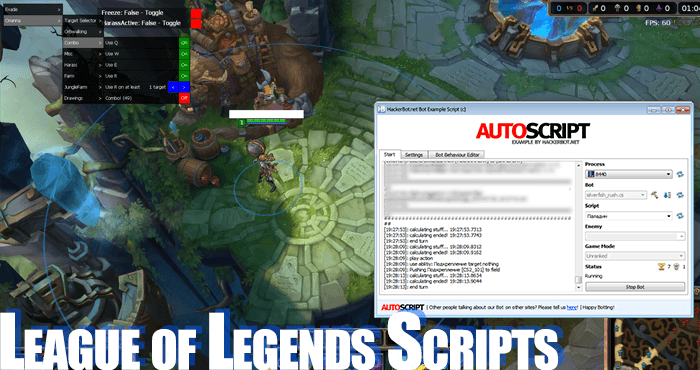 Evade >
Orianna >
Target Selector >
Orbwalking >
Combo >
Misc >
Harass >
Farm >
JungleFarm >
Drawings >
Freeze: False - Toggle
HarassActive: False - Toggle
Use Q On
Use W On
Use E On
Use R On
Use R on at least 1 target < >
Combo! (49) Off
0 vs 0
01:0
FPS: 60
1
HackerBot.net Bot Example Script (c)
AUTOSCRIPT
EXAMPLE BY HACKERBOT.NET
Start Settings Bot Behaviour Editor
##
[19:27:53]: calculating stuff... 19:27:53.7313
[19:27:53]: calculating ended! 19:27:53.7743
[19:27:53]: end turn
[19:28:09]: calculating stuff... 19:28:09.8312
[19:28:09]: calculating ended! 19:28:09.9162
[19:28:09]: play action
[19:28:09]: use ability: Подкрепление target:nothing
[19:28:09]: Pushing Подкрепление [CS2_101] to field
[19:28:13]: calculating stuff... 19:28:13.8634
[19:28:13]: calculating ended! 19:28:13.9044
[19:28:13]: end turn
Process
8440
Bot
silverfish_rush.cs
Script
Паладин
Enemy
Game Mode
Unranked
Status
7 1
Running
Stop Bot
AUTOSCRIPT | Other people talking about our Bot on other sites? Please tell us here! | Happy Botting!
League of Legends Scripts